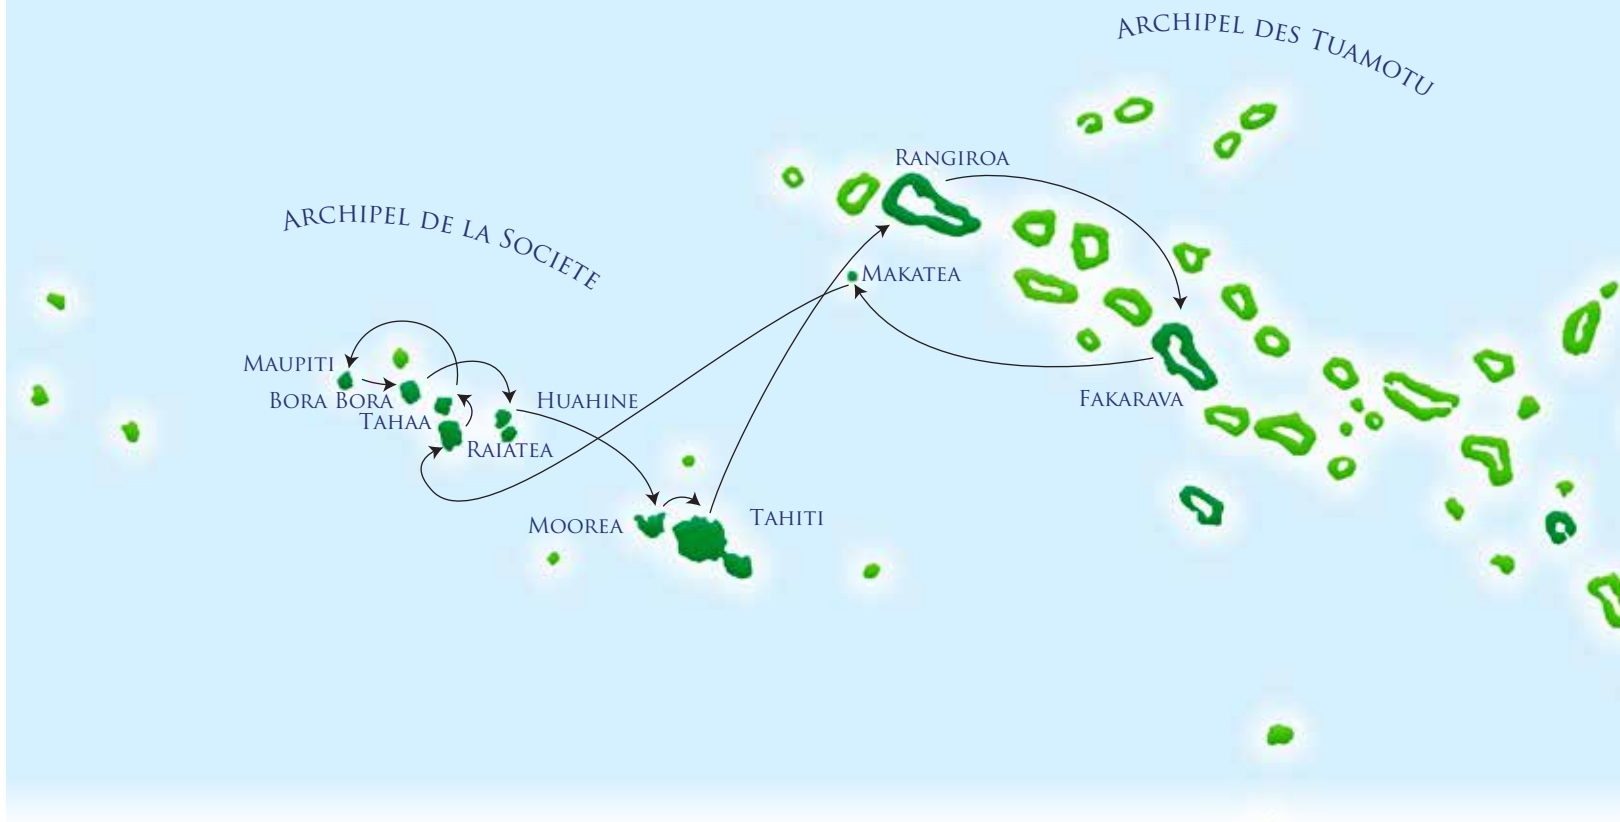 ARCHIPEL DES TUAMOTU
RANGIROA
ARCHIPEL DE LA SOCIETE
MAKATEA
MAUPITI
BORA BORA
HUAHINE
FAKARAVA
TAHAA
RAIATEA
MOOREA
TAHITI